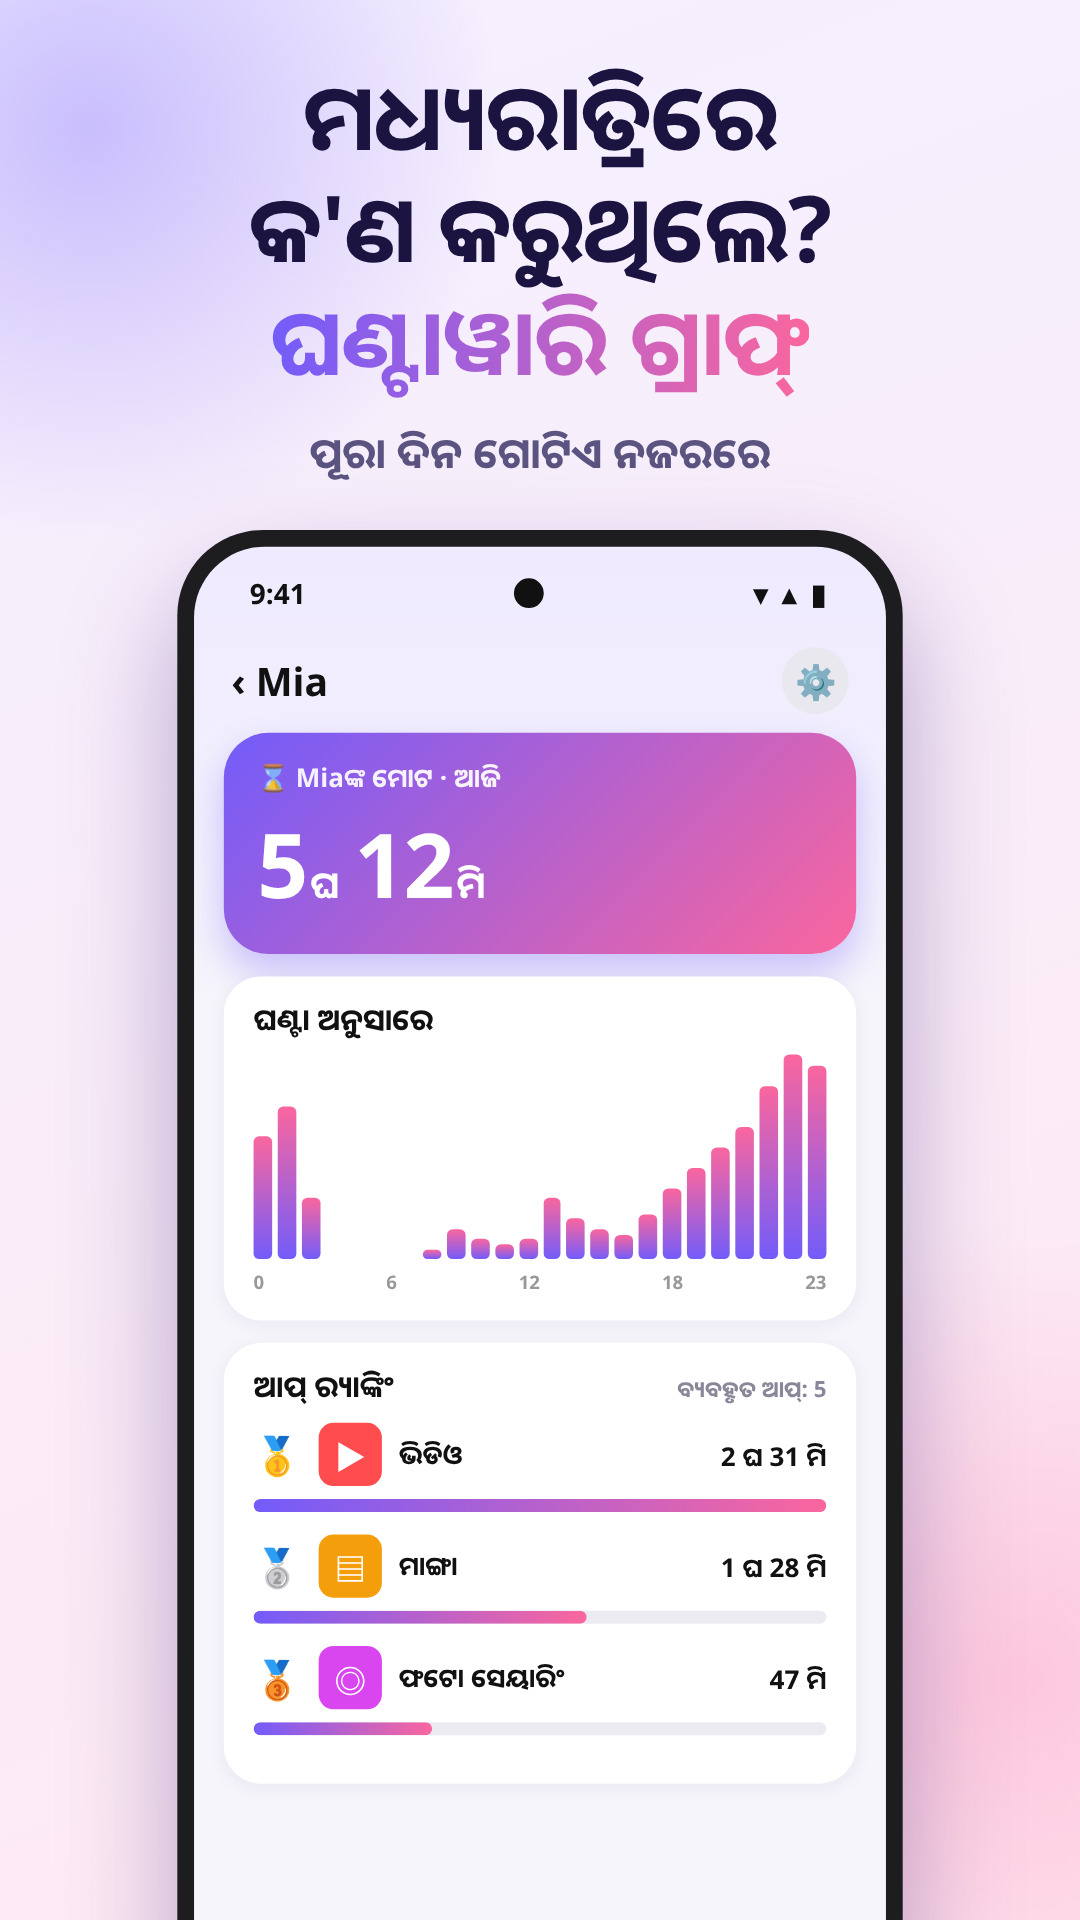 ମଧ୍ୟରାତ୍ରିରେ
କ'ଣ କରୁଥିଲେ?
ଘଣ୍ଟାୱାରି ଗ୍ରାଫ୍
ପୂରା ଦିନ ଗୋଟିଏ ନଜରରେ
9:41
‹ Mia
Miaଙ୍କ ମୋଟ · ଆଜି
5ଘ 12ମି
ଘଣ୍ଟା ଅନୁସାରେ
0 6 12 18 23
ଆପ୍ ର‍୍ୟାଙ୍କିଂ ବ୍ୟବହୃତ ଆପ୍: 5
ଭିଡିଓ 2 ଘ 31 ମି
ମାଙ୍ଗା 1 ଘ 28 ମି
ଫଟୋ ସେୟାରିଂ 47 ମି